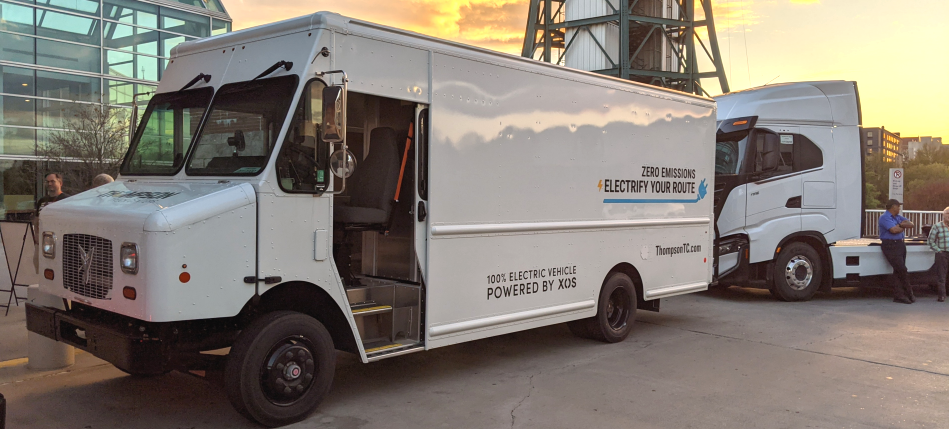 ZERO EMISSIONS
ELECTRIFY YOUR ROUTE
ThompsonTC.com
100% ELECTRIC VEHICLE
POWERED BY XOS